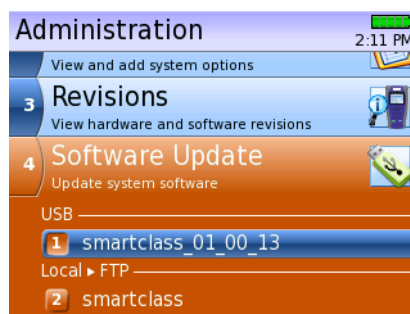 Administration
2:11 PM
View and add system options
3 Revisions
View hardware and software revisions
4 Software Update
Update system software
USB
1 smartclass_01_00_13
Local ▸ FTP
2 smartclass